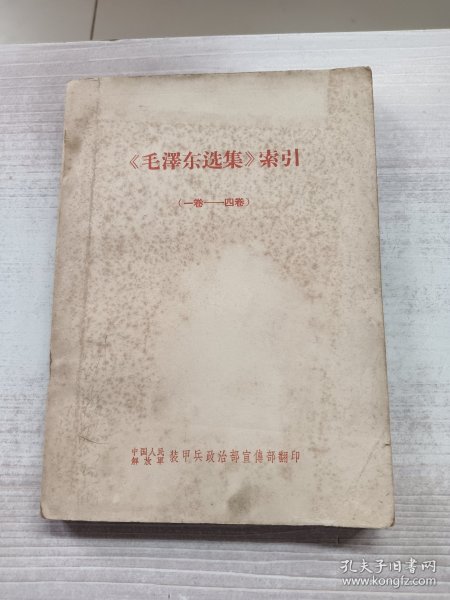 《毛澤东选集》索引
(一卷——四卷)
中国人民
解放軍 装甲兵政治部宣傳部翻印
孔夫子旧书网
www.kongfz.com